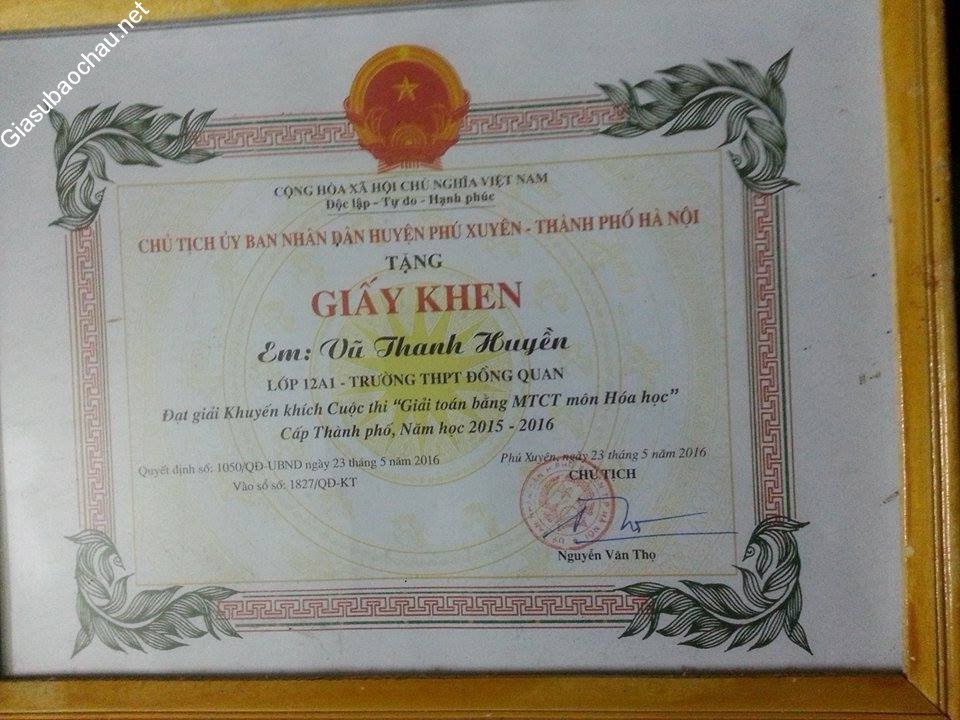 Giasubaochau.net
CỘNG HÒA XÃ HỘI CHỦ NGHĨA VIỆT NAM
Độc lập - Tự do - Hạnh phúc
CHỦ TỊCH ỦY BAN NHÂN DÂN HUYỆN PHÚ XUYÊN - THÀNH PHỐ HÀ NỘI
TẶNG
GIẤY KHEN
Em: Vũ Thanh Huyền
LỚP 12A1 - TRƯỜNG THPT ĐỒNG QUAN
Đạt giải Khuyến khích Cuộc thi “Giải toán bằng MTCT môn Hóa học”
Cấp Thành phố, Năm học 2015 - 2016
Quyết định số: 1050/QĐ-UBND ngày 23 tháng 5 năm 2016
Vào sổ số: 1827/QĐ-KT
Phú Xuyên, ngày 23 tháng 5 năm 2016
CHỦ TỊCH
Nguyễn Văn Thọ